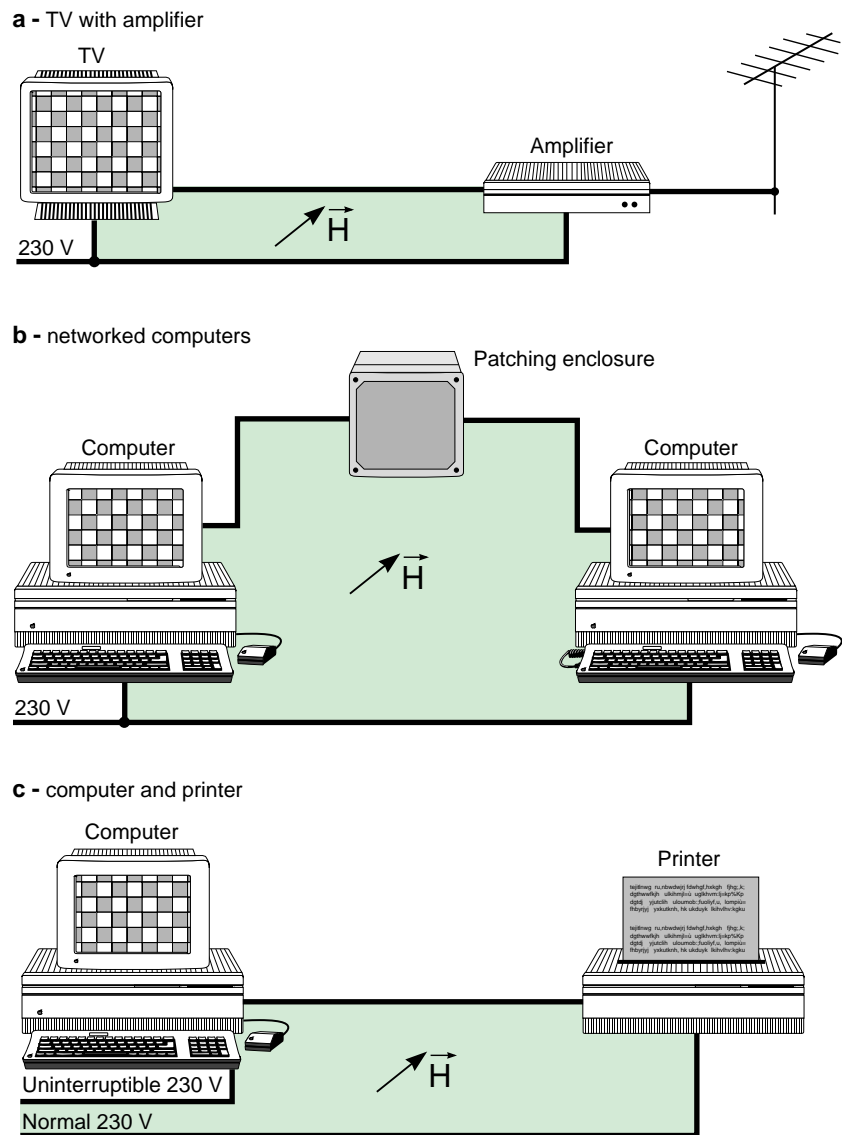 a - TV with amplifier
TV
Amplifier
H
230 V
b - networked computers
Patching enclosure
Computer
Computer
H
230 V
c - computer and printer
Computer
Printer
H
Uninterruptible 230 V
Normal 230 V